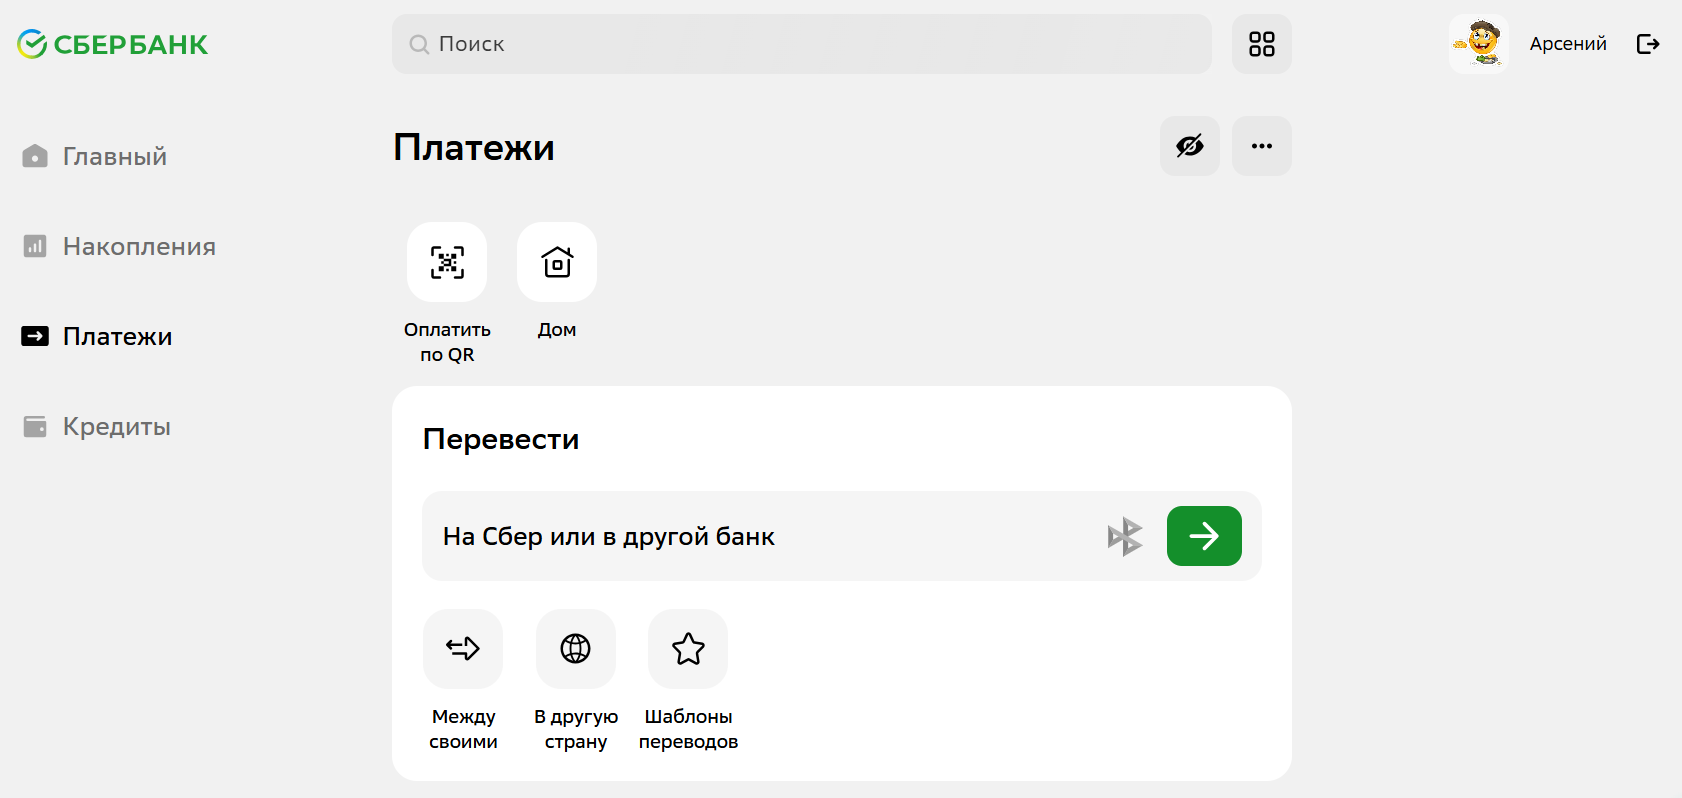 СБЕРБАНК
Поиск
Арсений
Главный
Накопления
Платежи
Кредиты
Платежи
Оплатить
по QR
Дом
Перевести
На Сбер или в другой банк
Между
своими
В другую
страну
Шаблоны
переводов